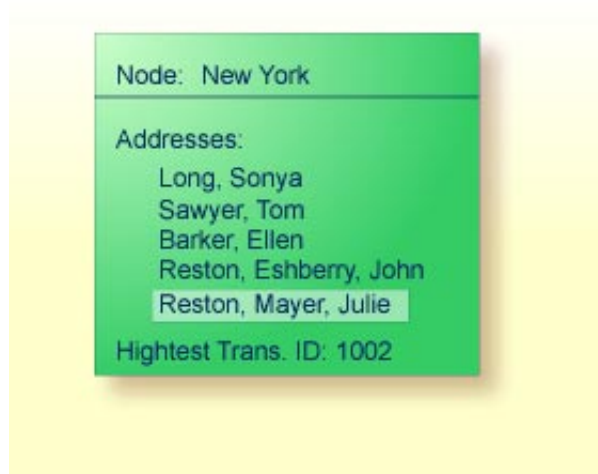 Node: New York
Addresses:
Long, Sonya
Sawyer, Tom
Barker, Ellen
Reston, Eshberry, John
Reston, Mayer, Julie
Hightest Trans. ID: 1002